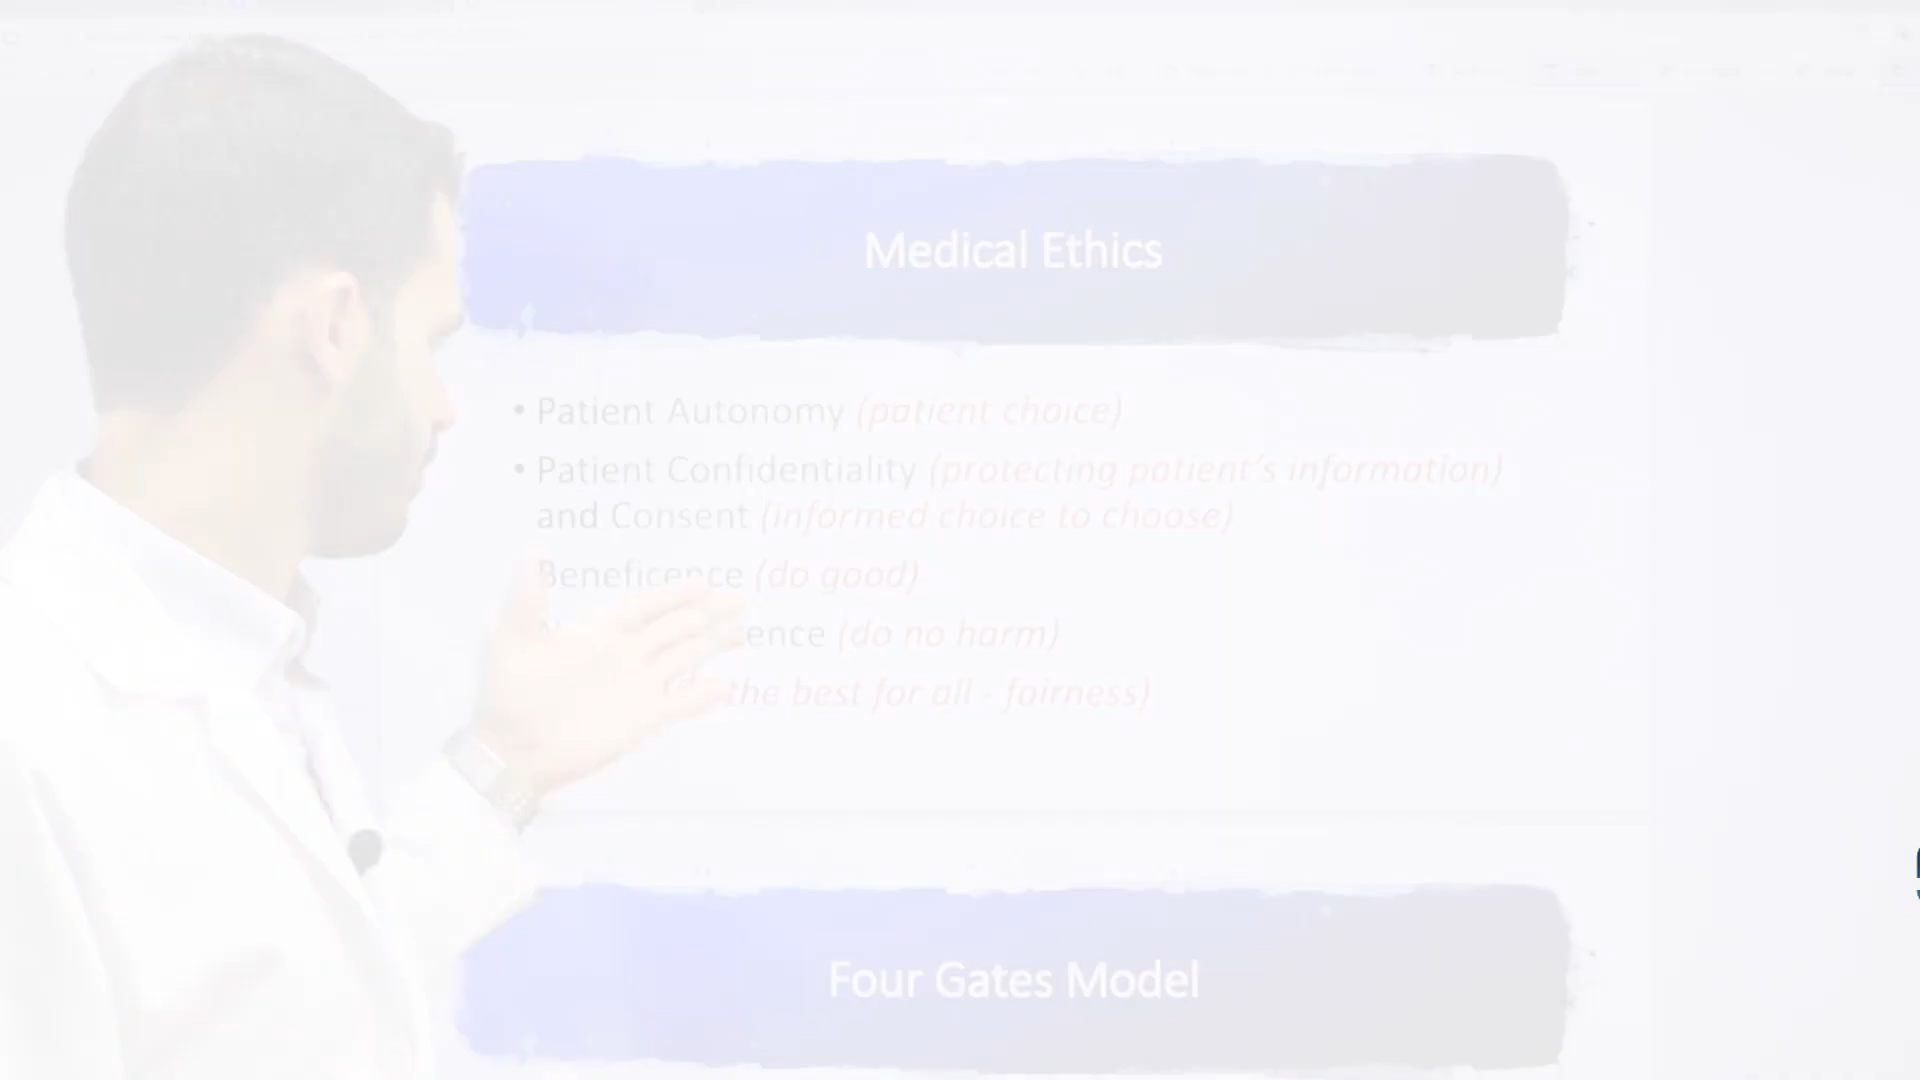 Medical Ethics
• Patient Autonomy (patient choice)
• Patient Confidentiality (protecting patient's information)
and Consent (informed choice to choose)
Beneficence (do good)
ence (do no harm)
the best for all - fairness)
Four Gates Model